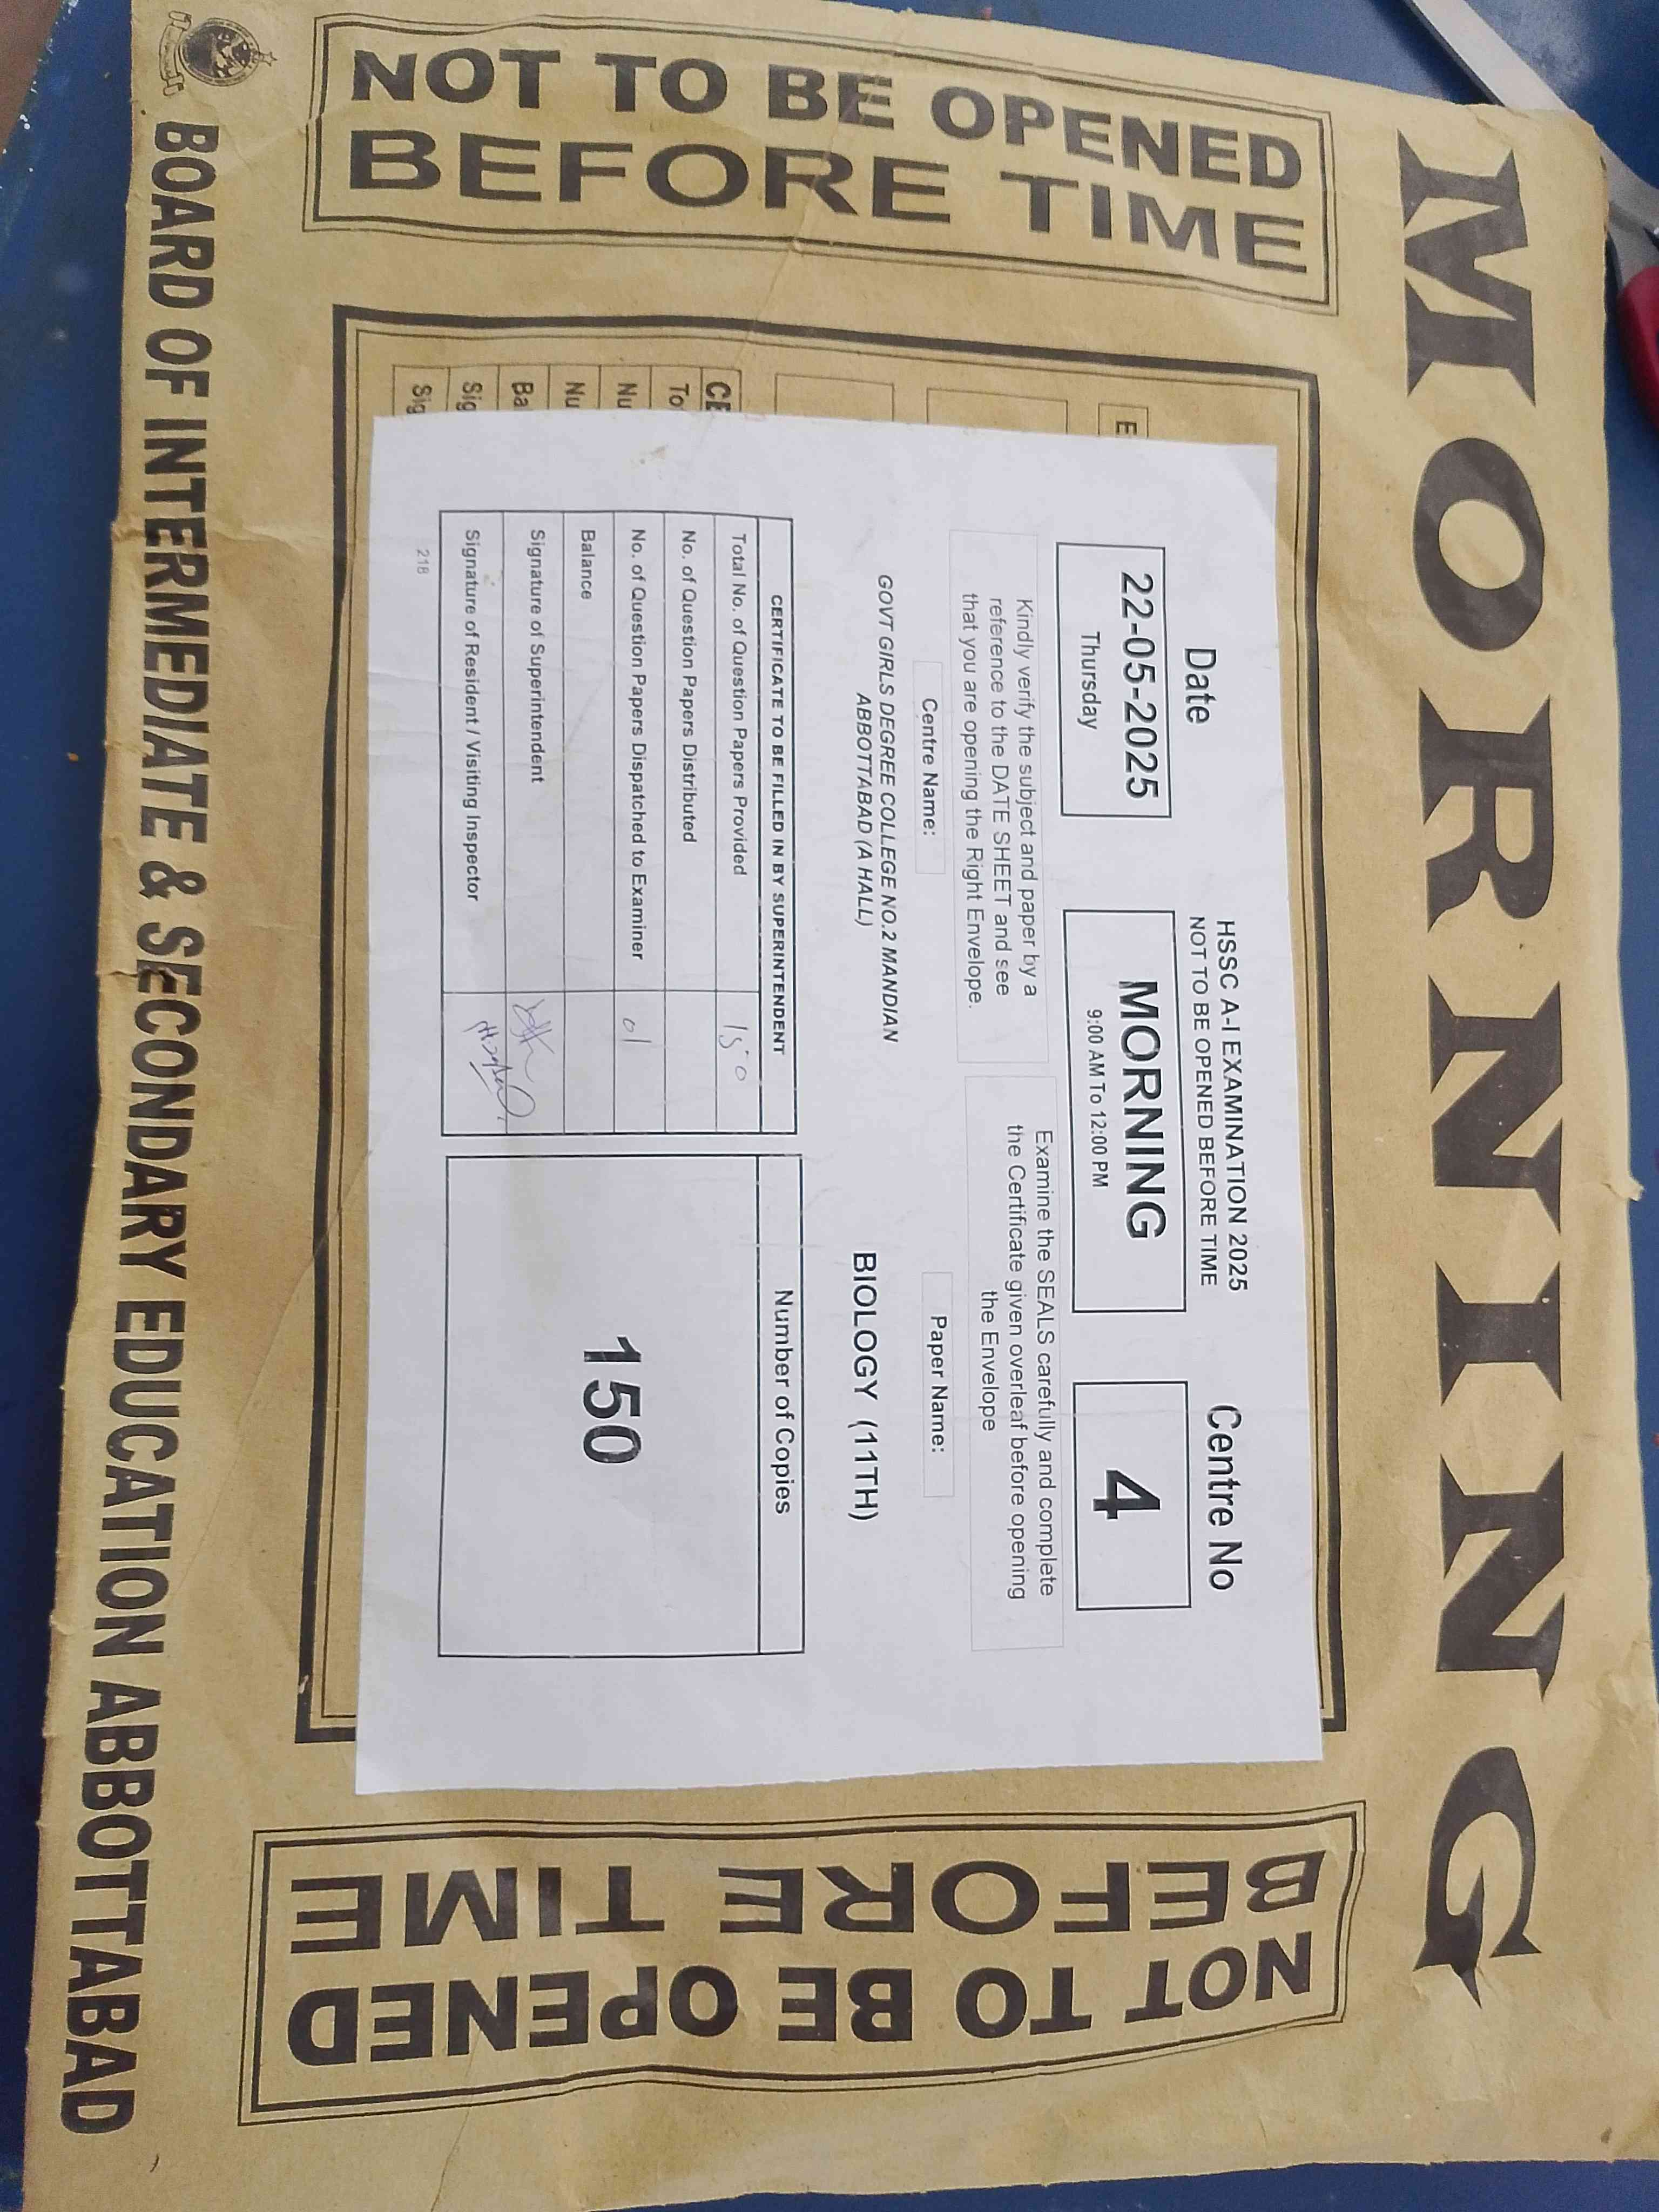 MORNING
NOT TO BE OPENED
BEFORE TIME
HSSC A-I EXAMINATION 2025
NOT TO BE OPENED BEFORE TIME
Date
22-05-2025
Thursday
MORNING
9:00 AM To 12:00 PM
Centre No
4
Kindly verify the subject and paper by a
reference to the DATE SHEET and see
that you are opening the Right Envelope.
Examine the SEALS carefully and complete
the Certificate given overleaf before opening
the Envelope
Centre Name:
GOVT GIRLS DEGREE COLLEGE NO.2 MANDIAN
ABBOTTABAD (A HALL)
Paper Name:
BIOLOGY (11TH)
CERTIFICATE TO BE FILLED IN BY SUPERINTENDENT
Total No. of Question Papers Provided 150
No. of Question Papers Distributed
No. of Question Papers Dispatched to Examiner 01
Balance
Signature of Superintendent
Signature of Resident / Visiting Inspector
218
Number of Copies
150
E
CE
To
Nu
Nu
Ba
Sig
Sig
NOT TO BE OPENED
BEFORE TIME
BOARD OF INTERMEDIATE & SECONDARY EDUCATION ABBOTTABAD